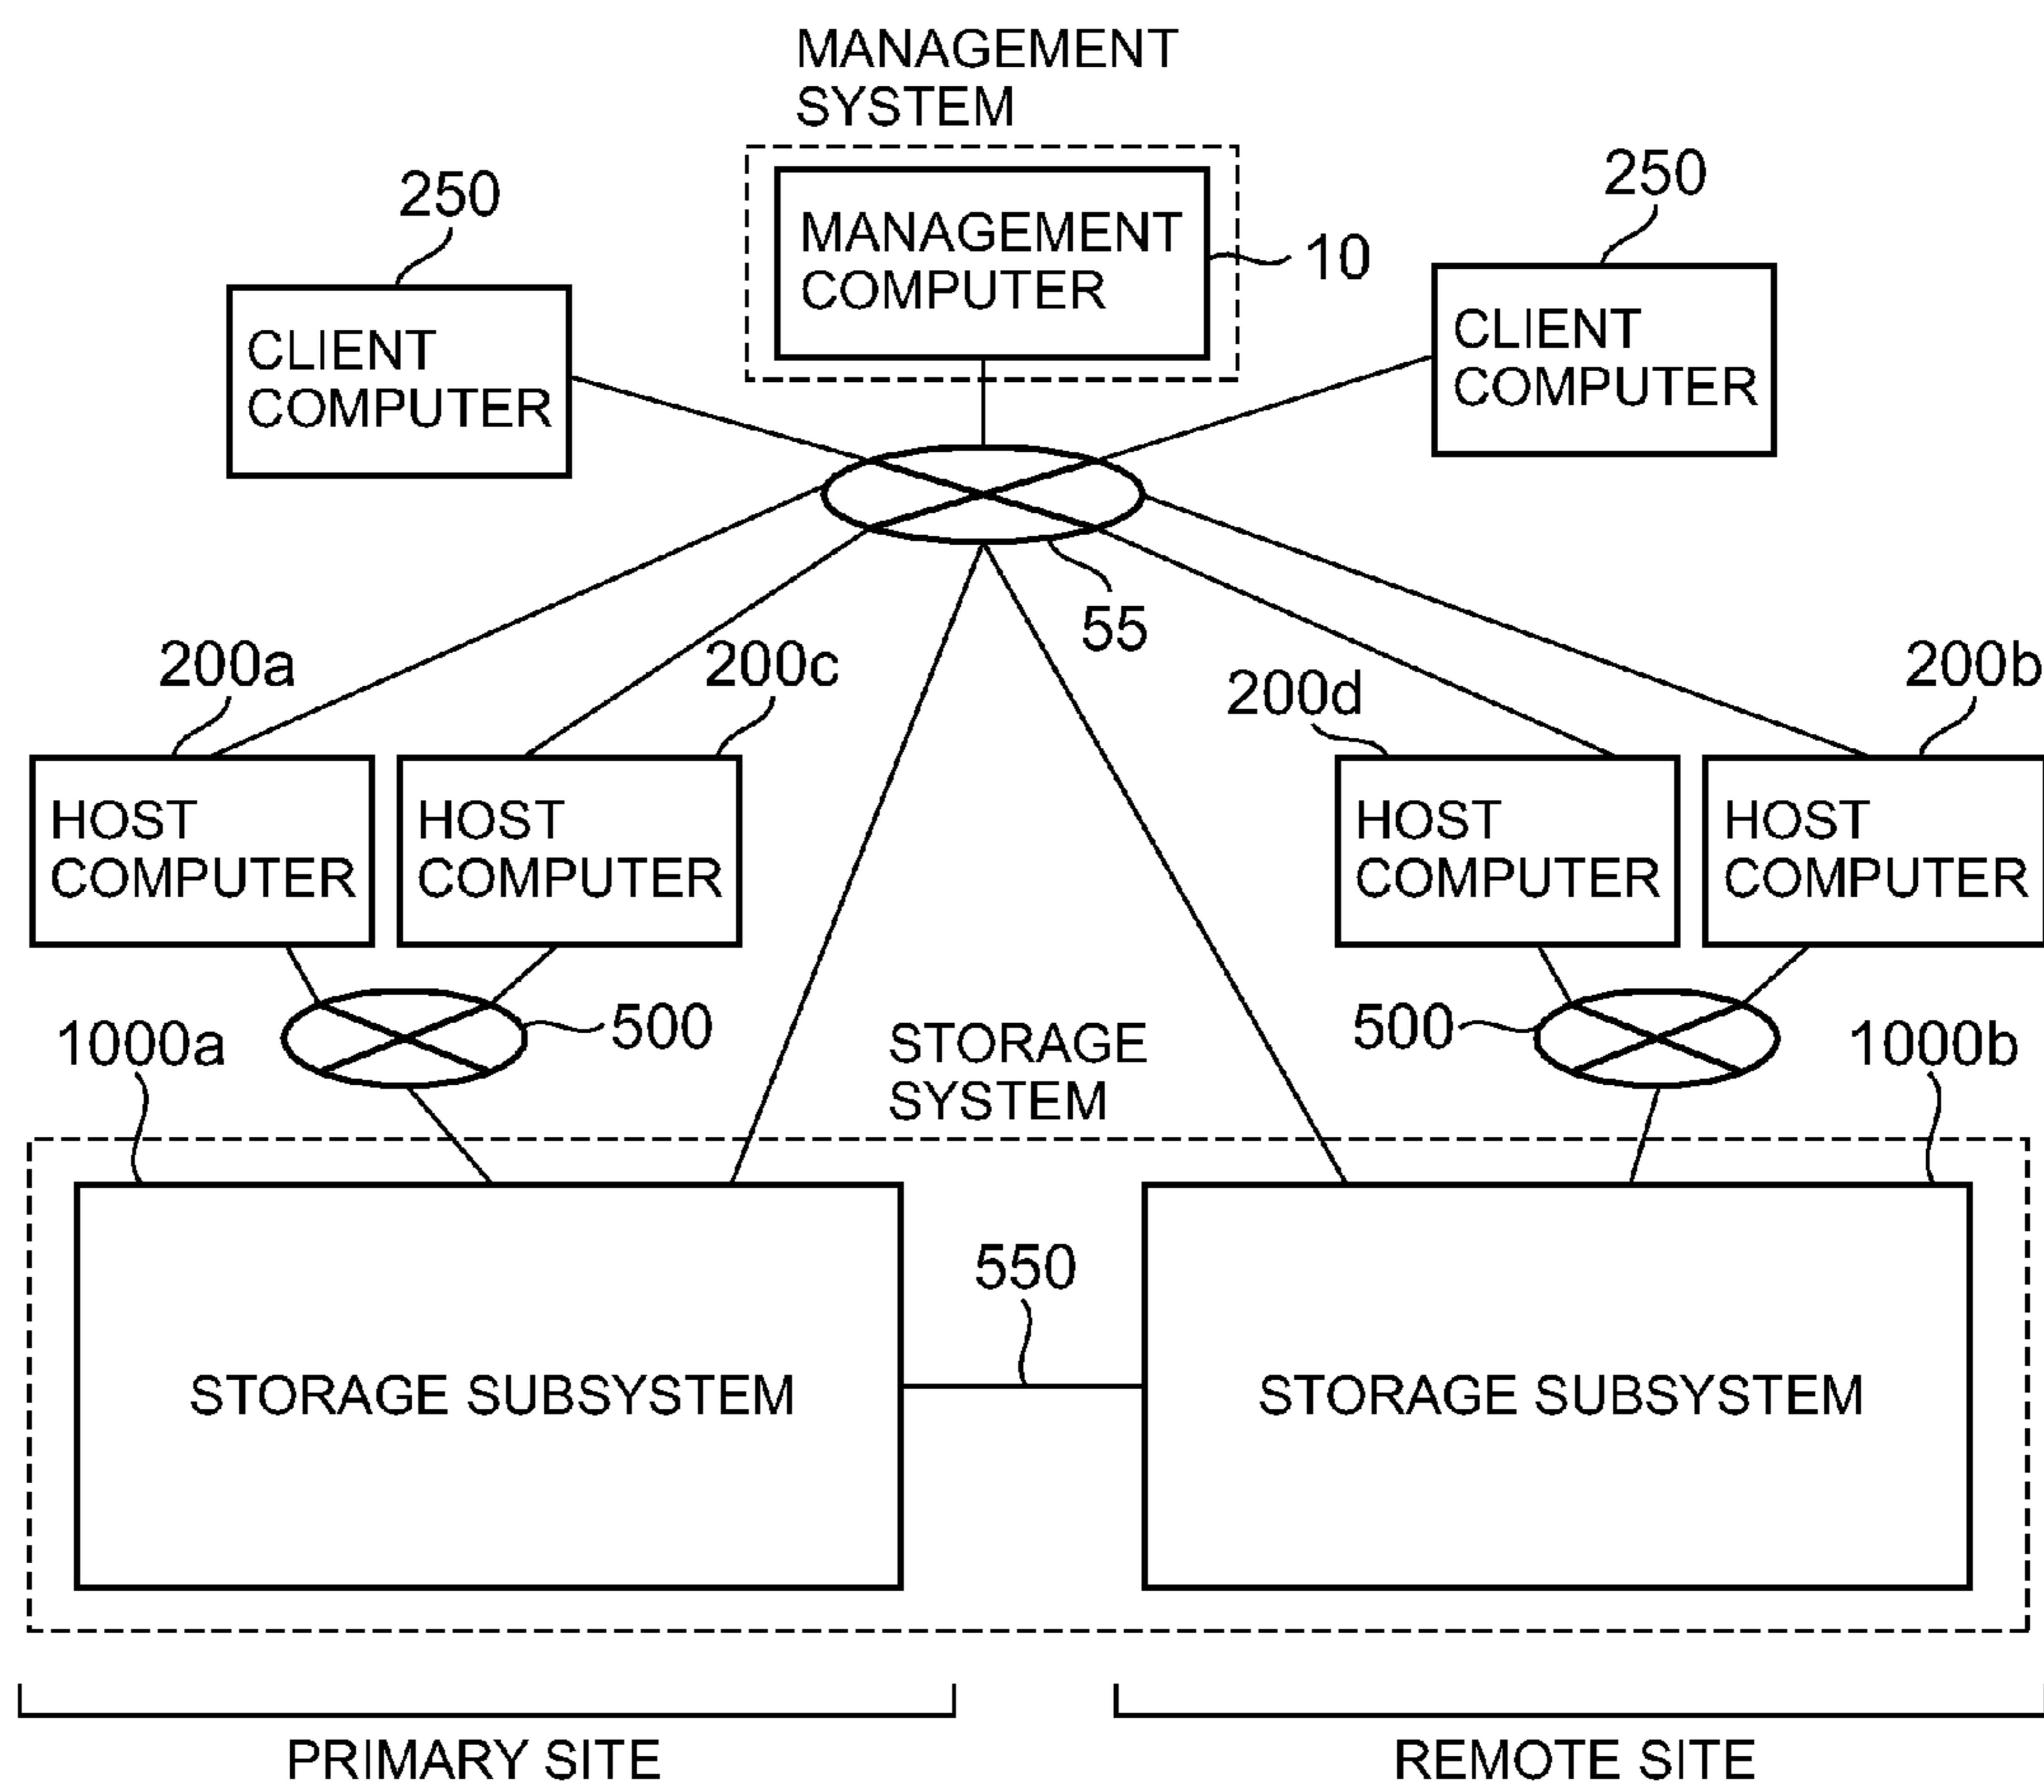 MANAGEMENT
SYSTEM
250
MANAGEMENT
COMPUTER
10
250
CLIENT
COMPUTER
CLIENT
COMPUTER
55
200a
200c
200d
200b
HOST
COMPUTER
HOST
COMPUTER
HOST
COMPUTER
HOST
COMPUTER
1000a
500
STORAGE
SYSTEM
500
1000b
550
STORAGE SUBSYSTEM
STORAGE SUBSYSTEM
PRIMARY SITE
REMOTE SITE